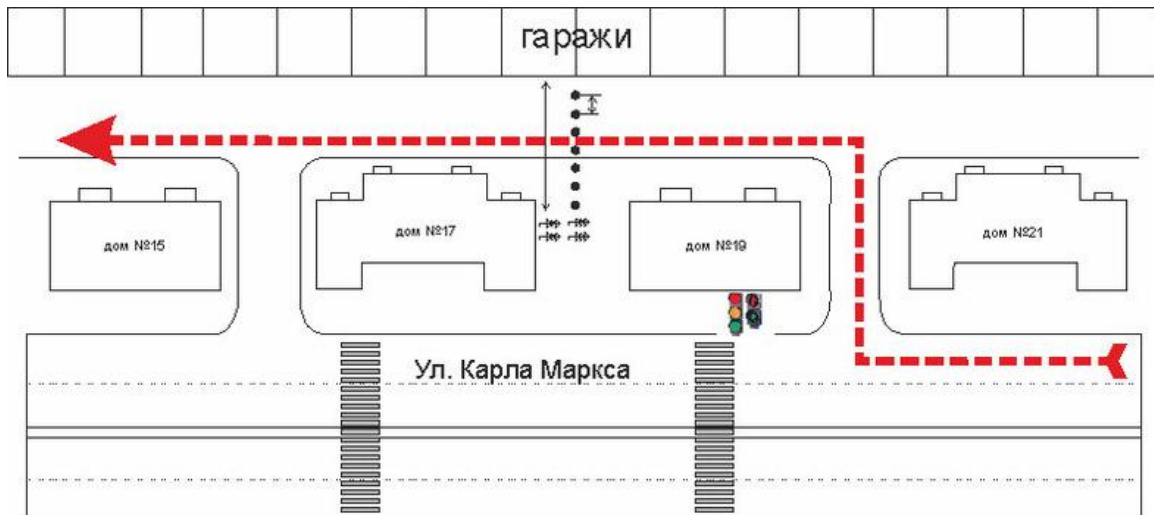 гаражи
дом №15
дом №17
дом №19
дом №21
Ул. Карла Маркса